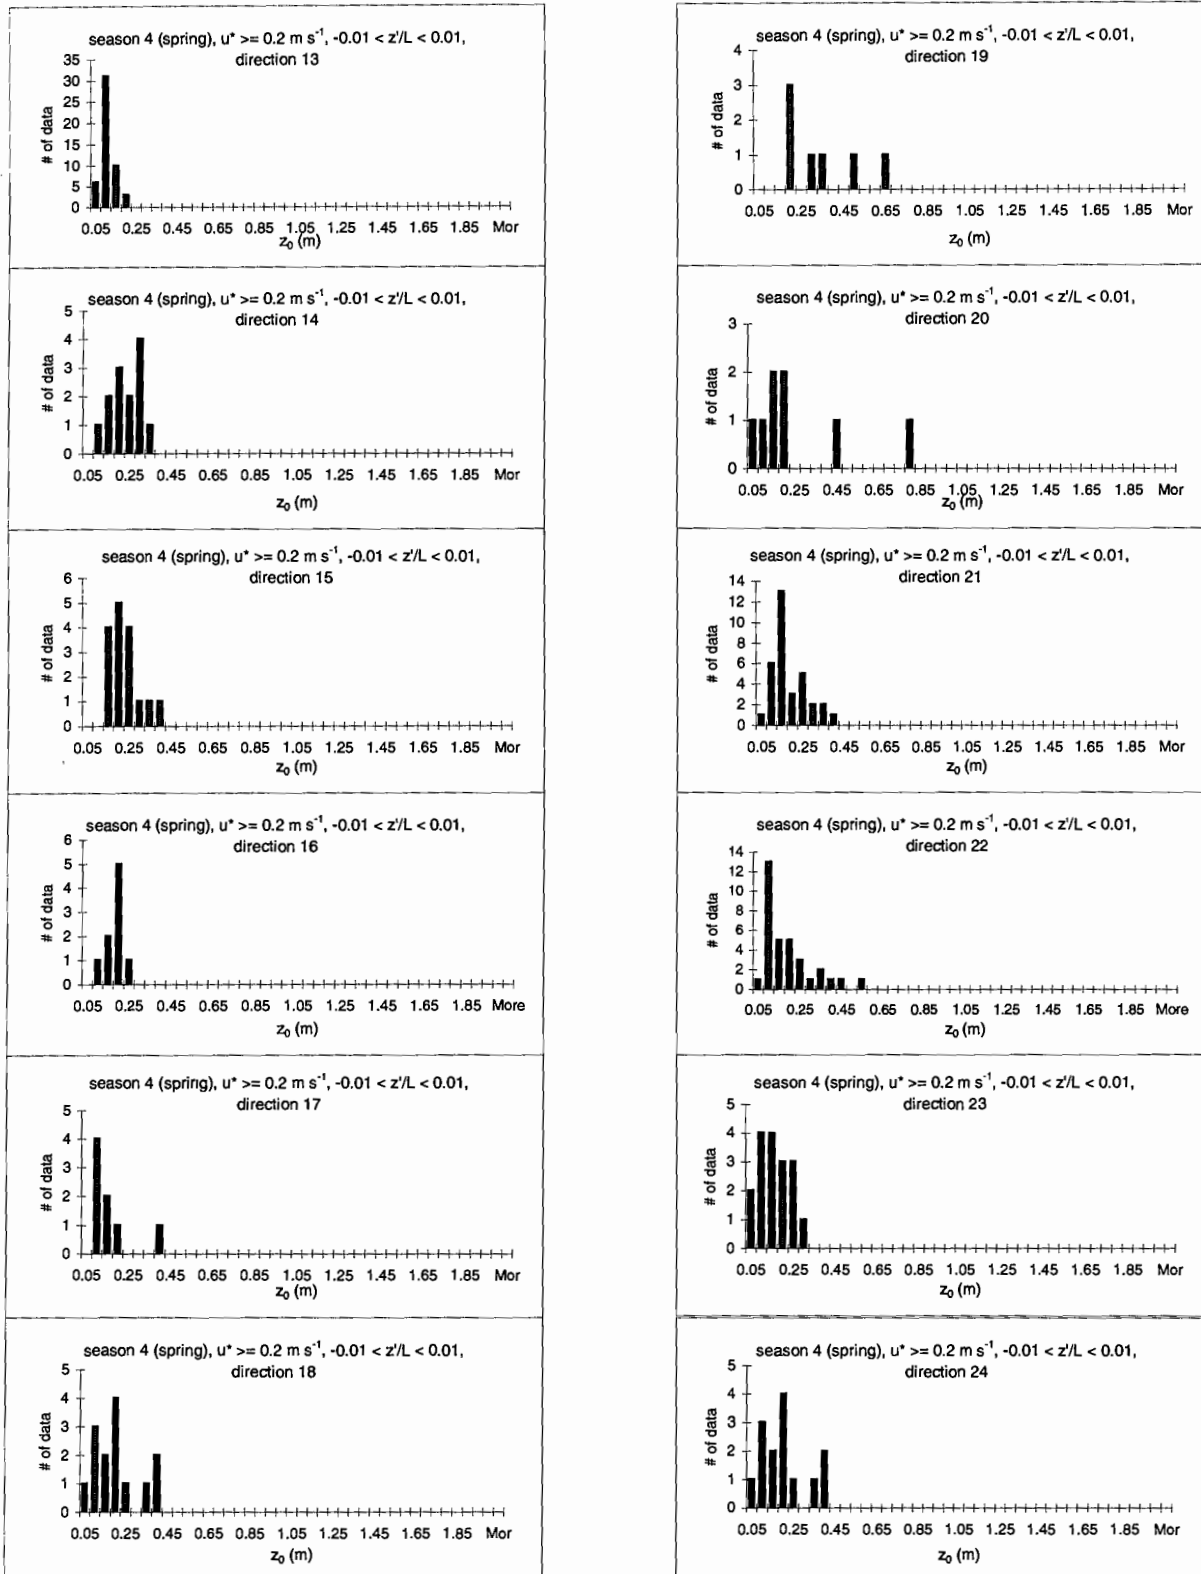 season 4 (spring), u* >= 0.2 m s-1, -0.01 < z'/L < 0.01,
direction 13
35
30
25
20
15
10
5
0
# of data
0.05 0.25 0.45 0.65 0.85 1.05 1.25 1.45 1.65 1.85 Mor
z0 (m)
season 4 (spring), u* >= 0.2 m s-1, -0.01 < z'/L < 0.01,
direction 14
5
4
3
2
1
0
# of data
0.05 0.25 0.45 0.65 0.85 1.05 1.25 1.45 1.65 1.85 Mor
z0 (m)
season 4 (spring), u* >= 0.2 m s-1, -0.01 < z'/L < 0.01,
direction 15
6
5
4
3
2
1
0
# of data
0.05 0.25 0.45 0.65 0.85 1.05 1.25 1.45 1.65 1.85 Mor
z0 (m)
season 4 (spring), u* >= 0.2 m s-1, -0.01 < z'/L < 0.01,
direction 16
6
5
4
3
2
1
0
# of data
0.05 0.25 0.45 0.65 0.85 1.05 1.25 1.45 1.65 1.85 More
z0 (m)
season 4 (spring), u* >= 0.2 m s-1, -0.01 < z'/L < 0.01,
direction 17
5
4
3
2
1
0
# of data
0.05 0.25 0.45 0.65 0.85 1.05 1.25 1.45 1.65 1.85 Mor
z0 (m)
season 4 (spring), u* >= 0.2 m s-1, -0.01 < z'/L < 0.01,
direction 18
5
4
3
2
1
0
# of data
0.05 0.25 0.45 0.65 0.85 1.05 1.25 1.45 1.65 1.85 Mor
z0 (m)
season 4 (spring), u* >= 0.2 m s-1, -0.01 < z'/L < 0.01,
direction 19
4
3
2
1
0
# of data
0.05 0.25 0.45 0.65 0.85 1.05 1.25 1.45 1.65 1.85 Mor
z0 (m)
season 4 (spring), u* >= 0.2 m s-1, -0.01 < z'/L < 0.01,
direction 20
3
2
1
0
# of data
0.05 0.25 0.45 0.65 0.85 1.05 1.25 1.45 1.65 1.85 Mor
z0 (m)
season 4 (spring), u* >= 0.2 m s-1, -0.01 < z'/L < 0.01,
direction 21
14
12
10
8
6
4
2
0
# of data
0.05 0.25 0.45 0.65 0.85 1.05 1.25 1.45 1.65 1.85 Mor
z0 (m)
season 4 (spring), u* >= 0.2 m s-1, -0.01 < z'/L < 0.01,
direction 22
14
12
10
8
6
4
2
0
# of data
0.05 0.25 0.45 0.65 0.85 1.05 1.25 1.45 1.65 1.85 More
z0 (m)
season 4 (spring), u* >= 0.2 m s-1, -0.01 < z'/L < 0.01,
direction 23
5
4
3
2
1
0
# of data
0.05 0.25 0.45 0.65 0.85 1.05 1.25 1.45 1.65 1.85 Mor
z0 (m)
season 4 (spring), u* >= 0.2 m s-1, -0.01 < z'/L < 0.01,
direction 24
5
4
3
2
1
0
# of data
0.05 0.25 0.45 0.65 0.85 1.05 1.25 1.45 1.65 1.85 Mor
z0 (m)